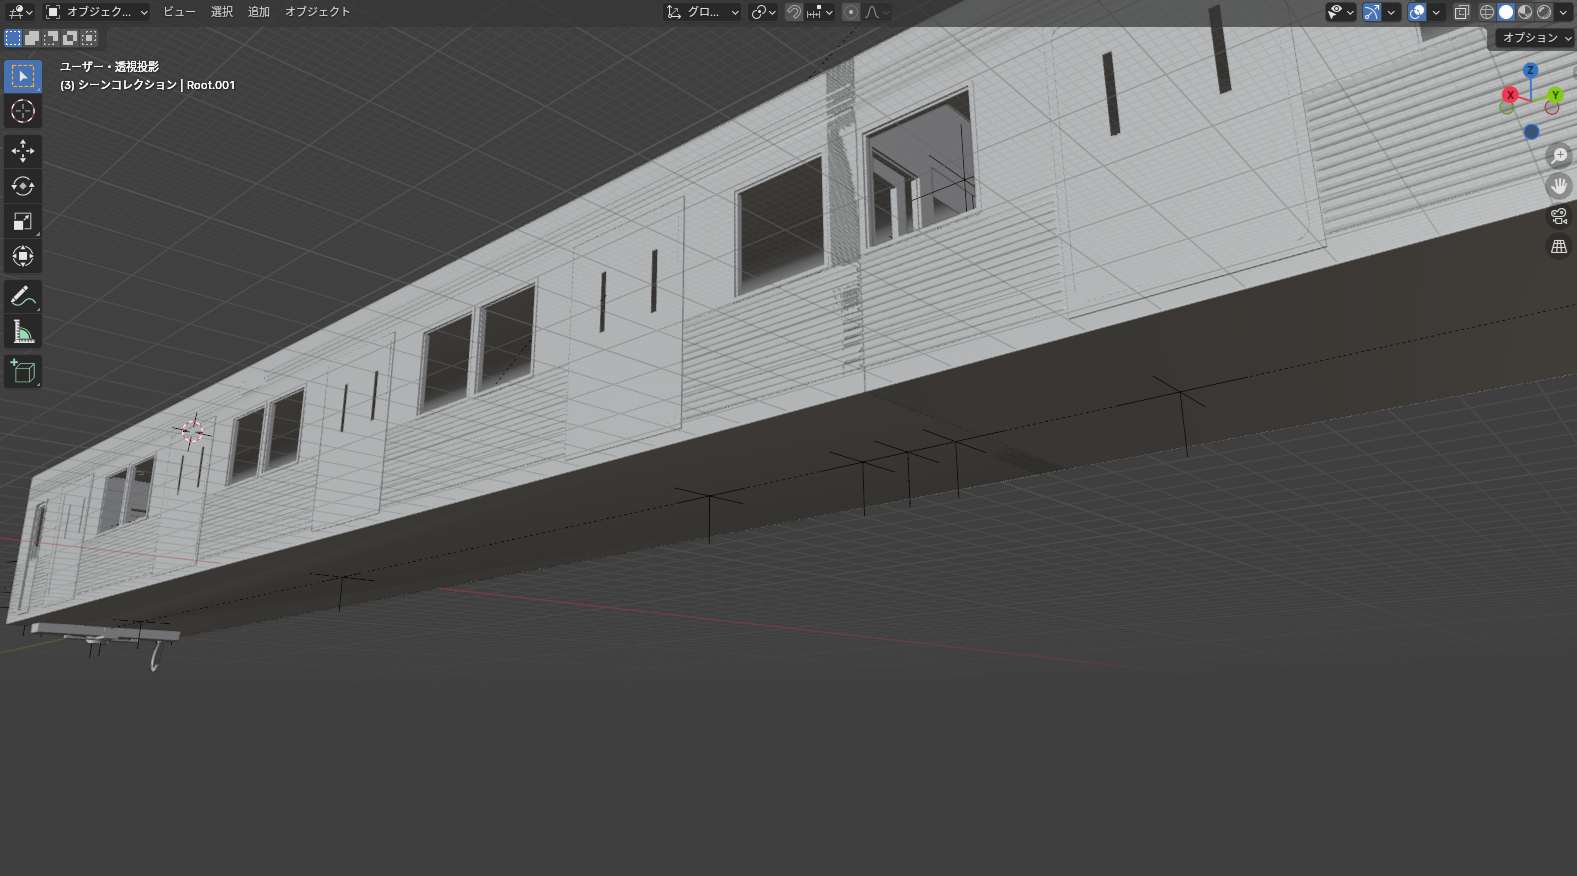 オブジェク... ビュー 選択 追加 オブジェクト グロ...
オプション
ユーザー・透視投影
(3) シーンコレクション | Root.001
Z
X
Y